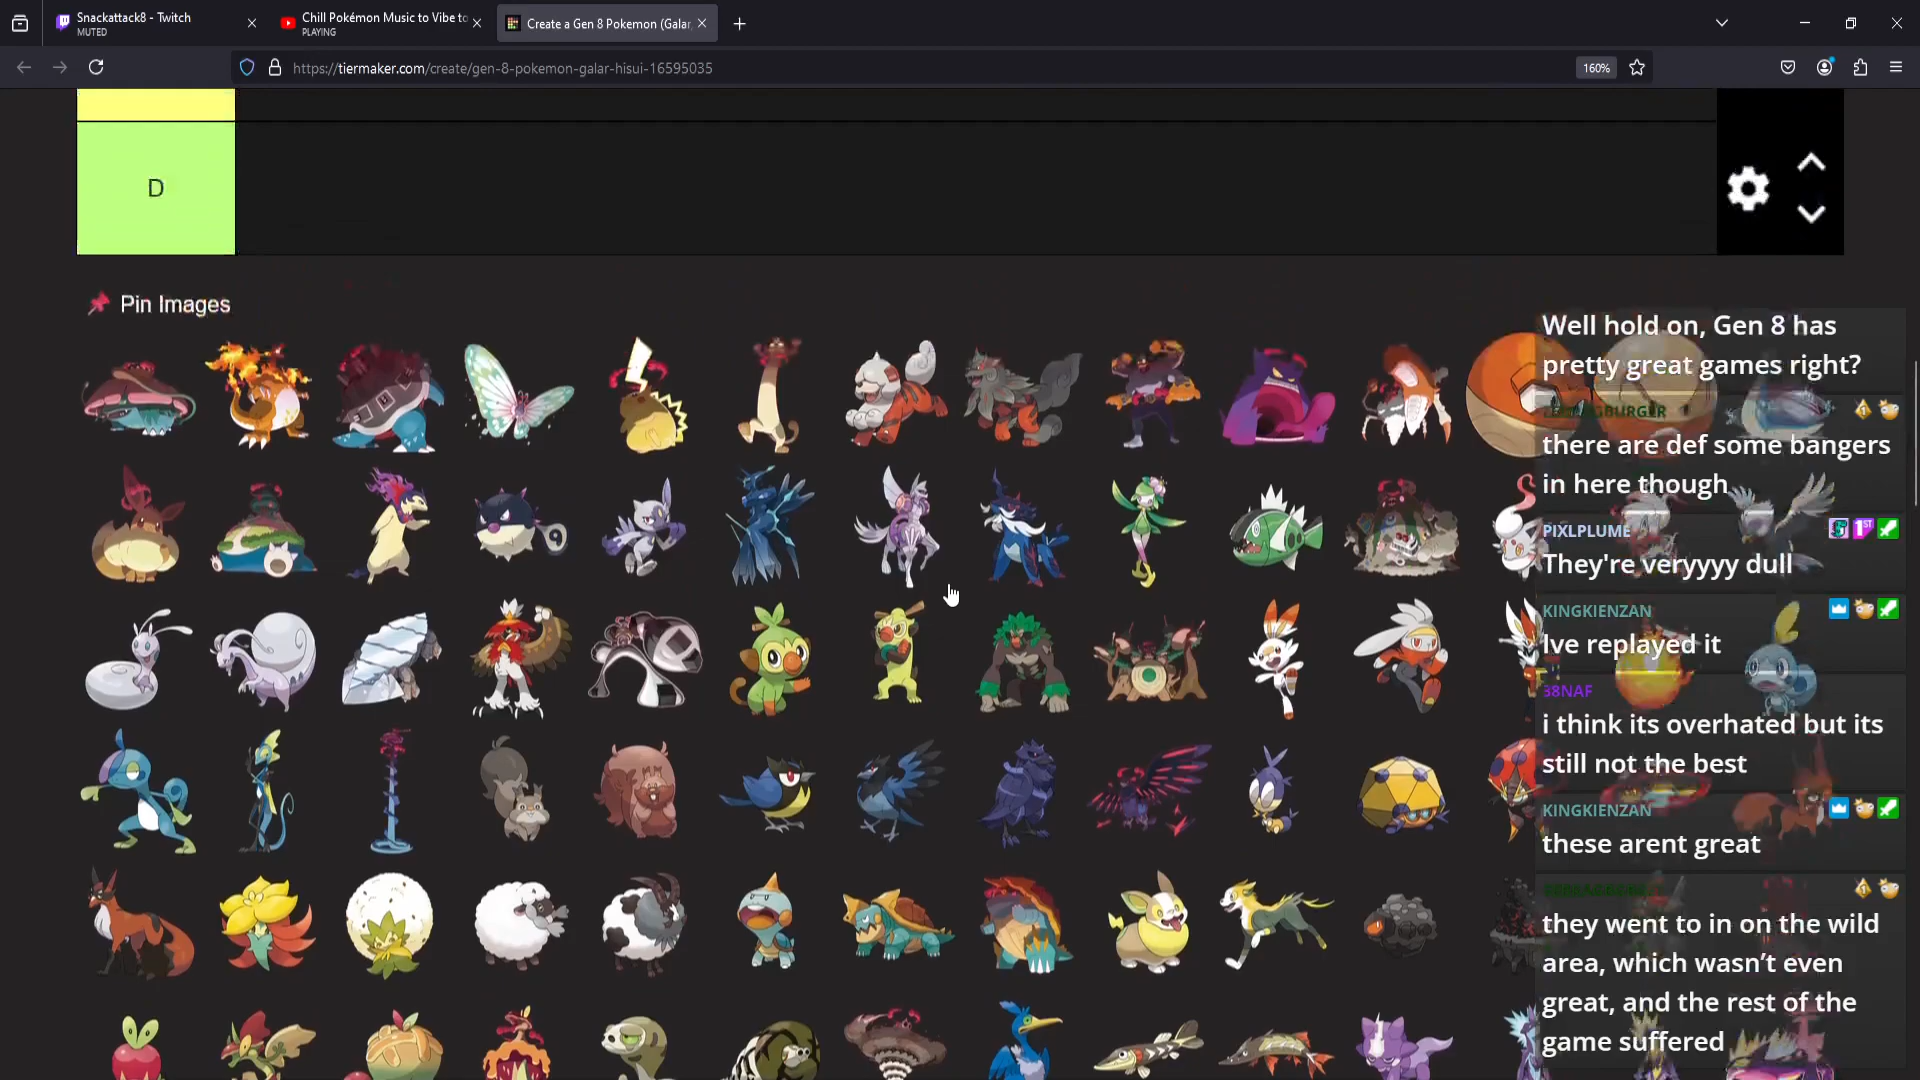 Snackattack8 - Twitch
MUTED
Chill Pokémon Music to Vibe to
PLAYING
Create a Gen 8 Pokemon (Galar,
https://tiermaker.com/create/gen-8-pokemon-galar-hisui-16595035
160%
D
Pin Images
Well hold on, Gen 8 has
pretty great games right?
there are def some bangers
in here though
PIXLPLUME
1ST
They're veryyyy dull
KINGKIENZAN
Ive replayed it
38NAF
i think its overhated but its
still not the best
KINGKIENZAN
these arent great
they went to in on the wild
area, which wasn't even
great, and the rest of the
game suffered